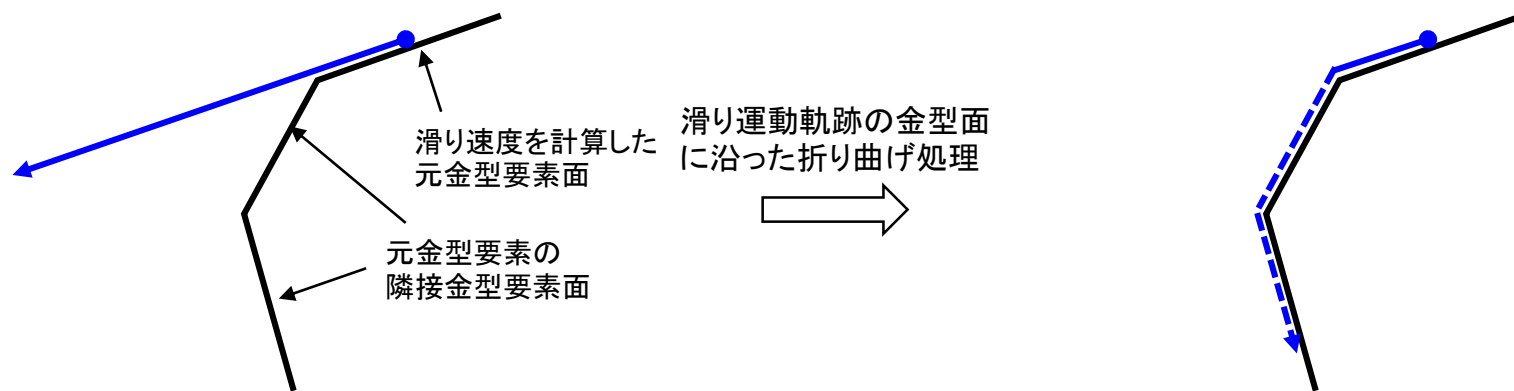 滑り速度を計算した
元金型要素面
元金型要素の
隣接金型要素面
滑り運動軌跡の金型面
に沿った折り曲げ処理